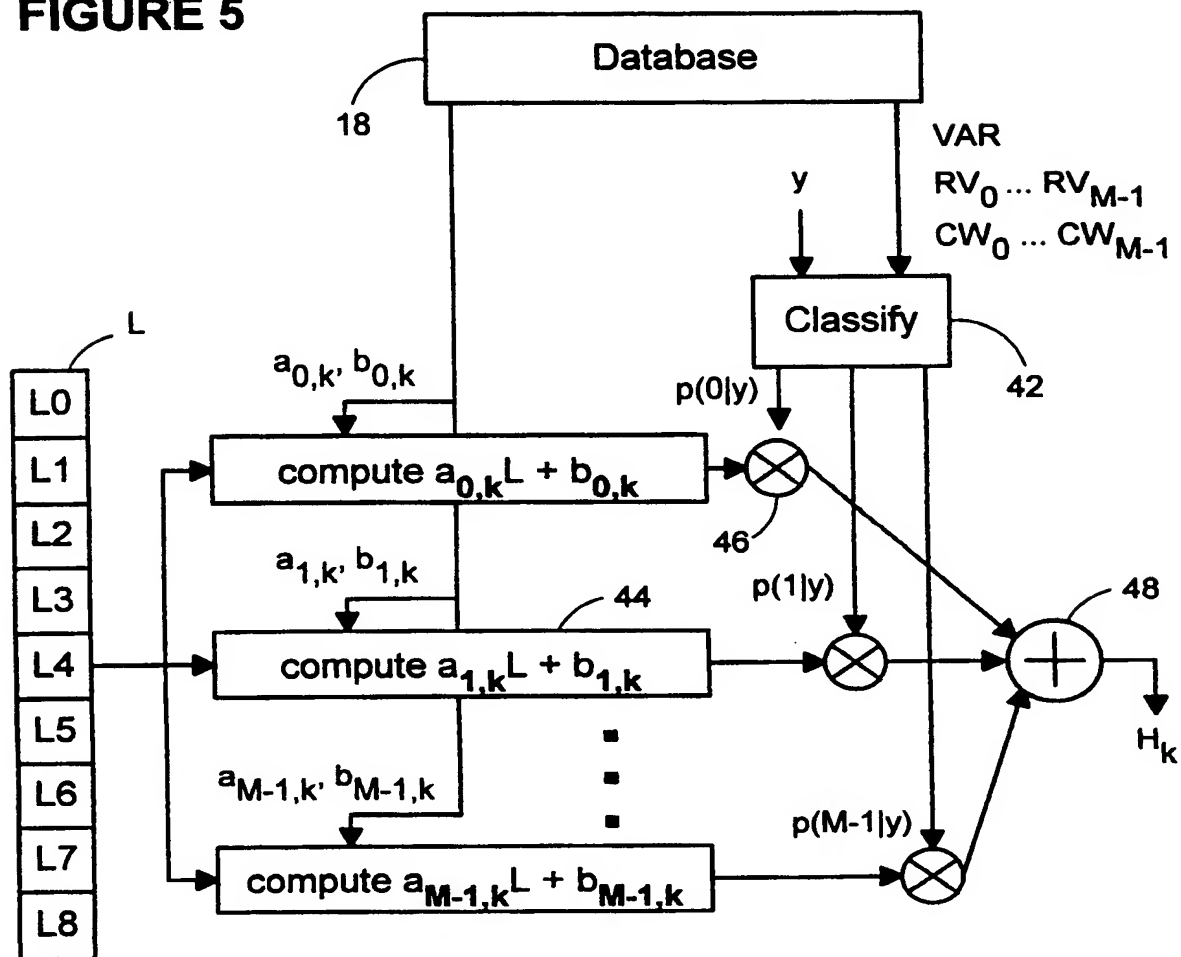 FIGURE 5
Database
18
VAR
RV0 ... RVM-1
CW0 ... CWM-1
y
Classify
42
L
L0
L1
L2
L3
L4
L5
L6
L7
L8
a0,k, b0,k
compute a0,kL + b0,k
p(0|y)
46
a1,k, b1,k
44
compute a1,kL + b1,k
p(1|y)
48
Hk
aM-1,k, bM-1,k
compute aM-1,kL + bM-1,k
p(M-1|y)